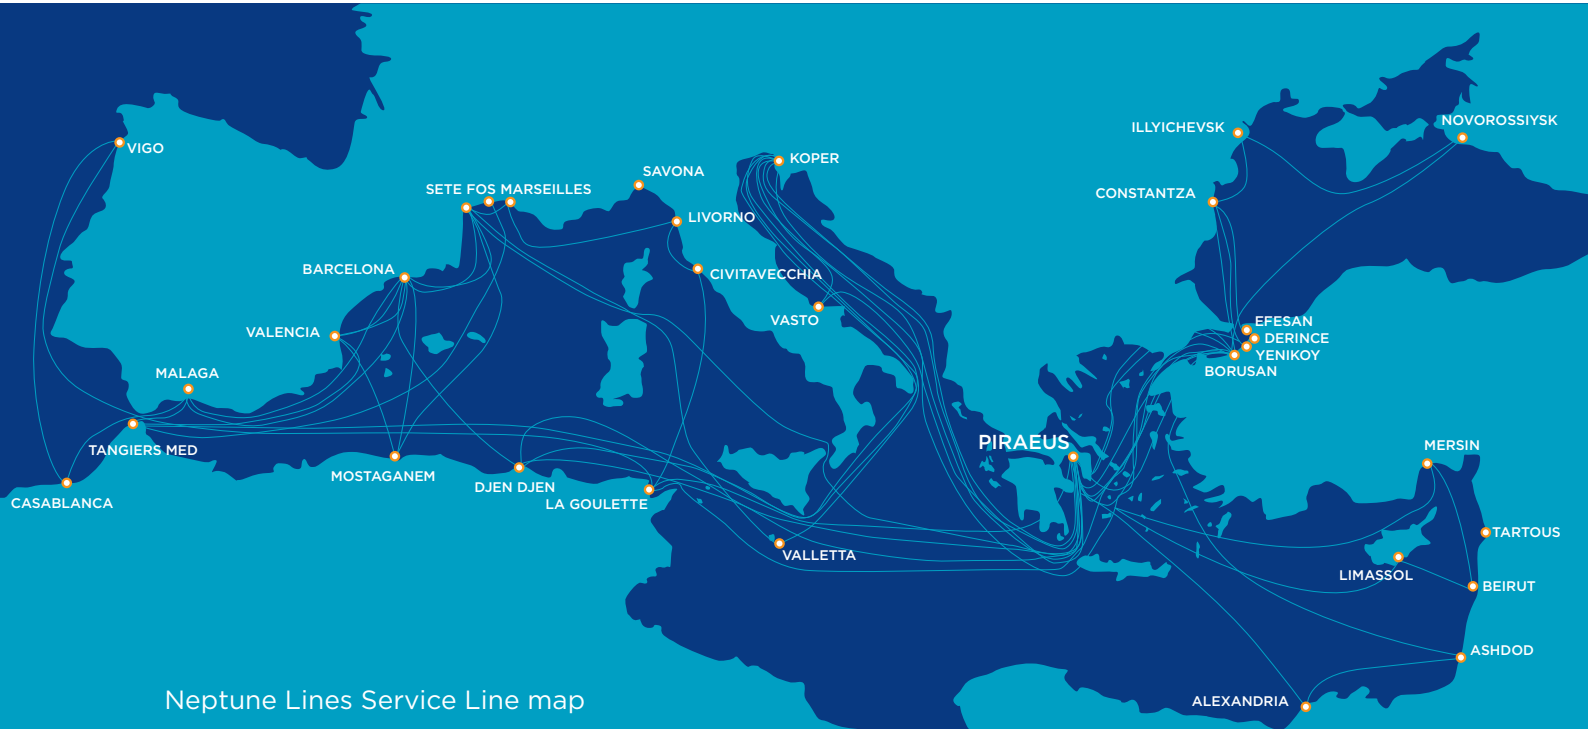 ILLYICHEVSK
NOVOROSSIYSK
VIGO
KOPER
SAVONA
SETE FOS MARSEILLES
CONSTANTZA
LIVORNO
BARCELONA
CIVITAVECCHIA
VASTO
EFESAN
VALENCIA
DERINCE
YENIKOY
BORUSAN
MALAGA
PIRAEUS
MERSIN
TANGIERS MED
MOSTAGANEM
DJEN DJEN
CASABLANCA
LA GOULETTE
TARTOUS
VALLETTA
LIMASSOL
BEIRUT
ASHDOD
Neptune Lines Service Line map
ALEXANDRIA